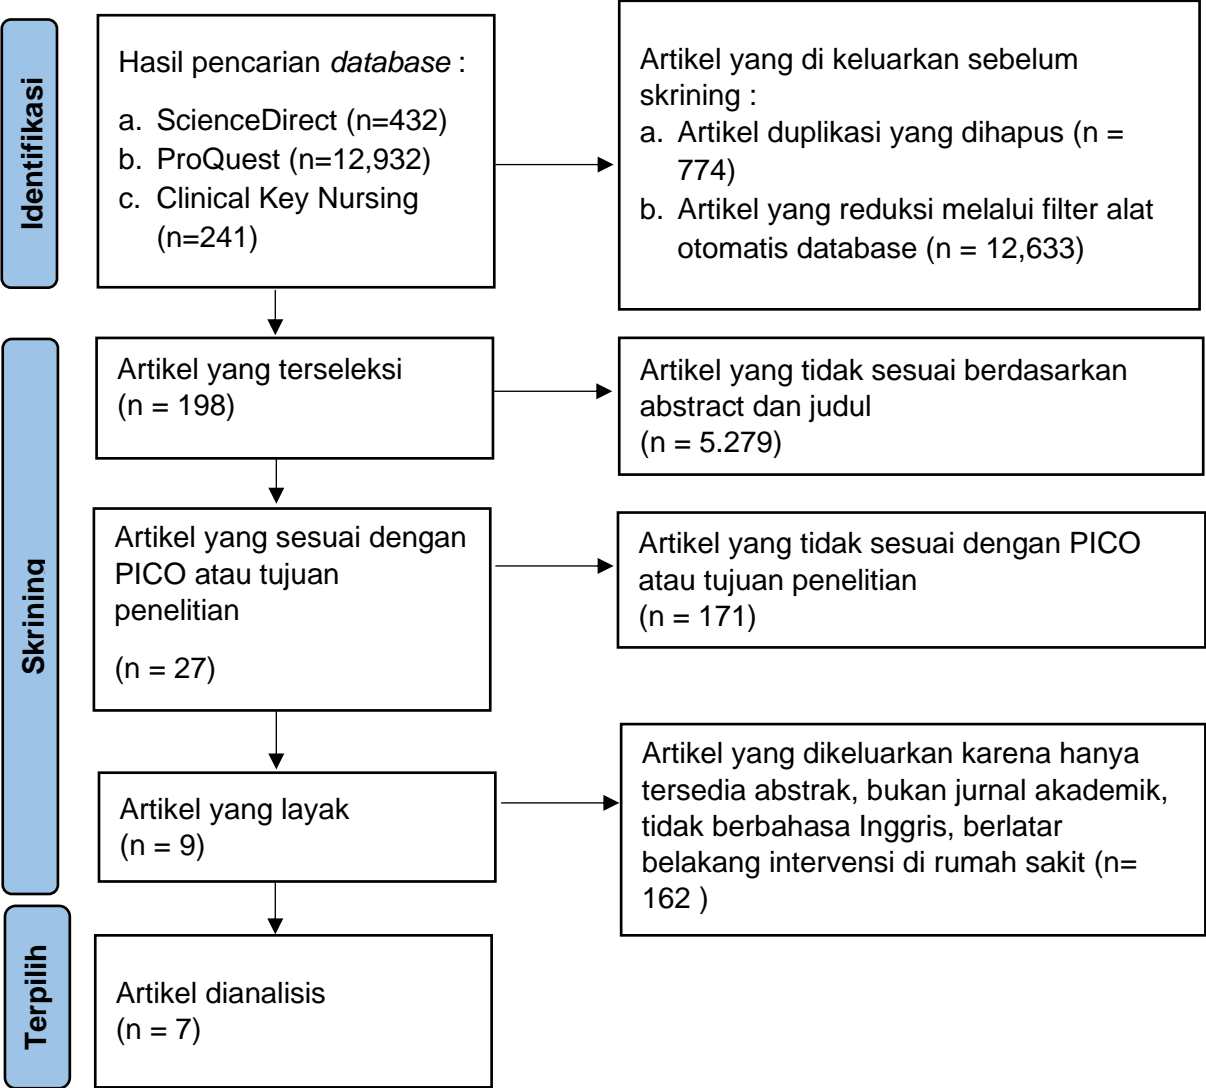 Identifikasi
Hasil pencarian database :
a. ScienceDirect (n=432)
b. ProQuest (n=12,932)
c. Clinical Key Nursing
(n=241)
Artikel yang di keluarkan sebelum
skrining :
a. Artikel duplikasi yang dihapus (n =
774)
b. Artikel yang reduksi melalui filter alat
otomatis database (n = 12,633)
Skrining
Artikel yang terseleksi
(n = 198)
Artikel yang tidak sesuai berdasarkan
abstract dan judul
(n = 5.279)
Artikel yang sesuai dengan
PICO atau tujuan
penelitian
(n = 27)
Artikel yang tidak sesuai dengan PICO
atau tujuan penelitian
(n = 171)
Artikel yang layak
(n = 9)
Artikel yang dikeluarkan karena hanya
tersedia abstrak, bukan jurnal akademik,
tidak berbahasa Inggris, berlatar
belakang intervensi di rumah sakit (n=
162 )
Terpilih
Artikel dianalisis
(n = 7)